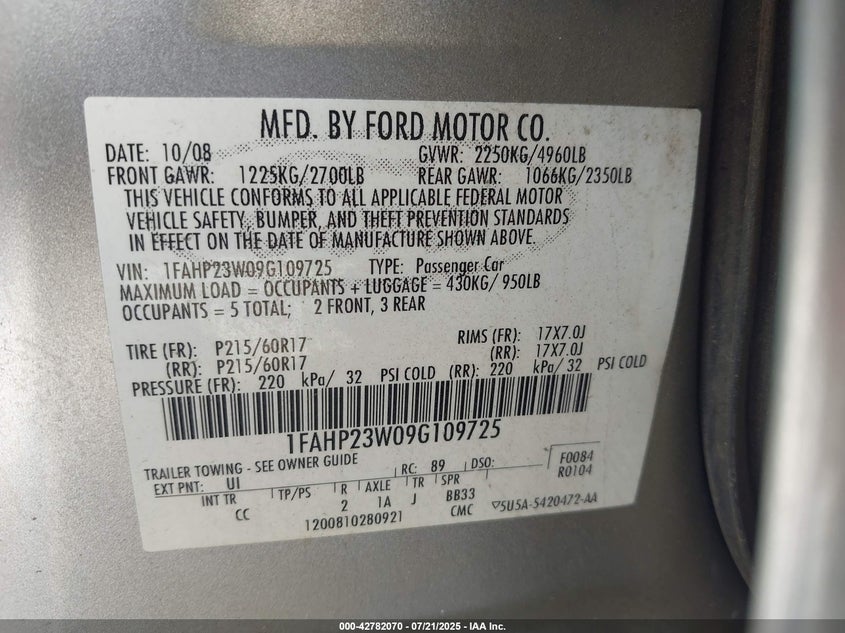 MFD. BY FORD MOTOR CO.
DATE: 10/08 GVWR: 2250KG/4960LB
FRONT GAWR: 1225KG/2700LB REAR GAWR: 1066KG/2350LB
THIS VEHICLE CONFORMS TO ALL APPLICABLE FEDERAL MOTOR
VEHICLE SAFETY, BUMPER, AND THEFT PREVENTION STANDARDS
IN EFFECT ON THE DATE OF MANUFACTURE SHOWN ABOVE.
VIN: 1FAHP23W09G109725 TYPE: Passenger Car
MAXIMUM LOAD = OCCUPANTS + LUGGAGE = 430KG/ 950LB
OCCUPANTS = 5 TOTAL; 2 FRONT, 3 REAR
TIRE (FR): P215/60R17 RIMS (FR): 17X7.0J
(RR): P215/60R17 (RR): 17X7.0J
PRESSURE (FR): 220 kPa/ 32 PSI COLD (RR): 220 kPa/ 32 PSI COLD
1FAHP23W09G109725
TRAILER TOWING - SEE OWNER GUIDE
EXT PNT: UI RC: 89 DSO: F0084
R0104
INT TR TP/PS R AXLE TR SPR
CC 2 1A J BB33
1200810280921 CMC ▽5U5A-5420472-AA
000-42782070 - 07/21/2025 - IAA Inc.